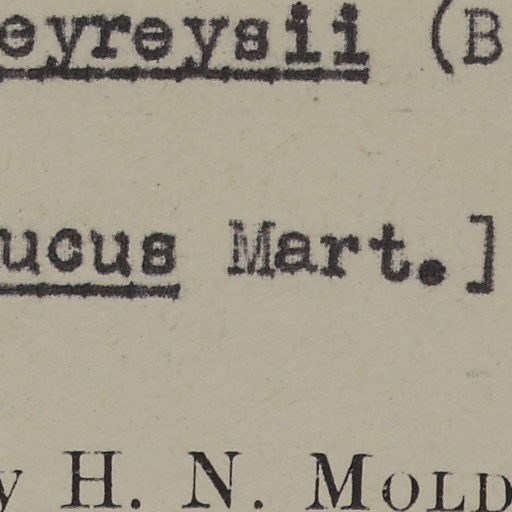 eyreysii (B
ucus Mart.]
y H. N. MOLD